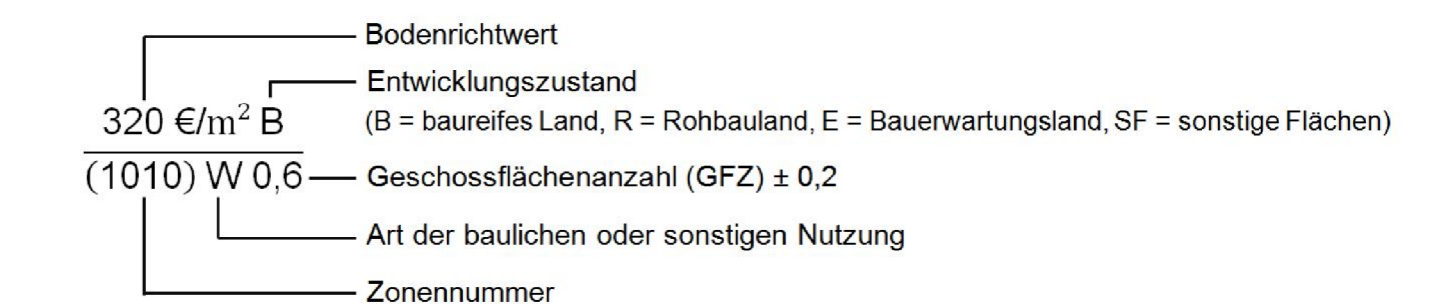 Bodenrichtwert
Entwicklungszustand
320 €/m² B
(B = baureifes Land, R = Rohbauland, E = Bauerwartungsland, SF = sonstige Flächen)
(1010) W 0,6
Geschossflächenanzahl (GFZ) ± 0,2
Art der baulichen oder sonstigen Nutzung
Zonennummer